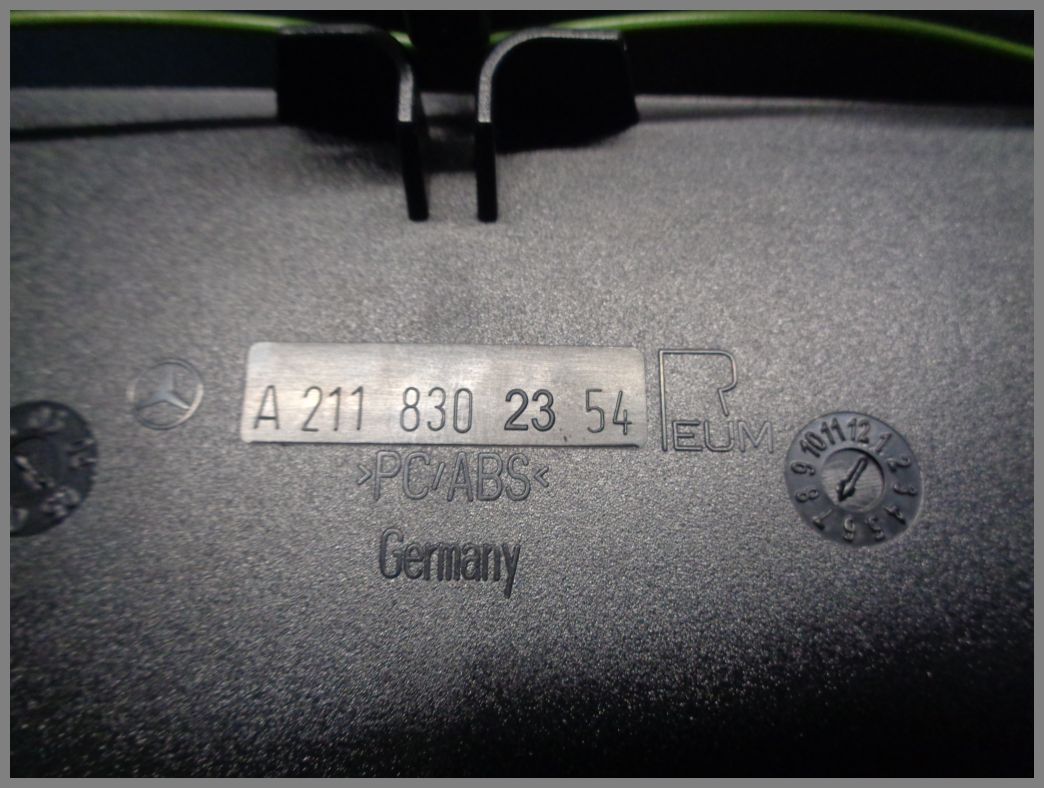 A 211 830 23 54
REUM
>PC/ABS<
Germany
10 11 12 1 2 3 4 5 6 7 8 9